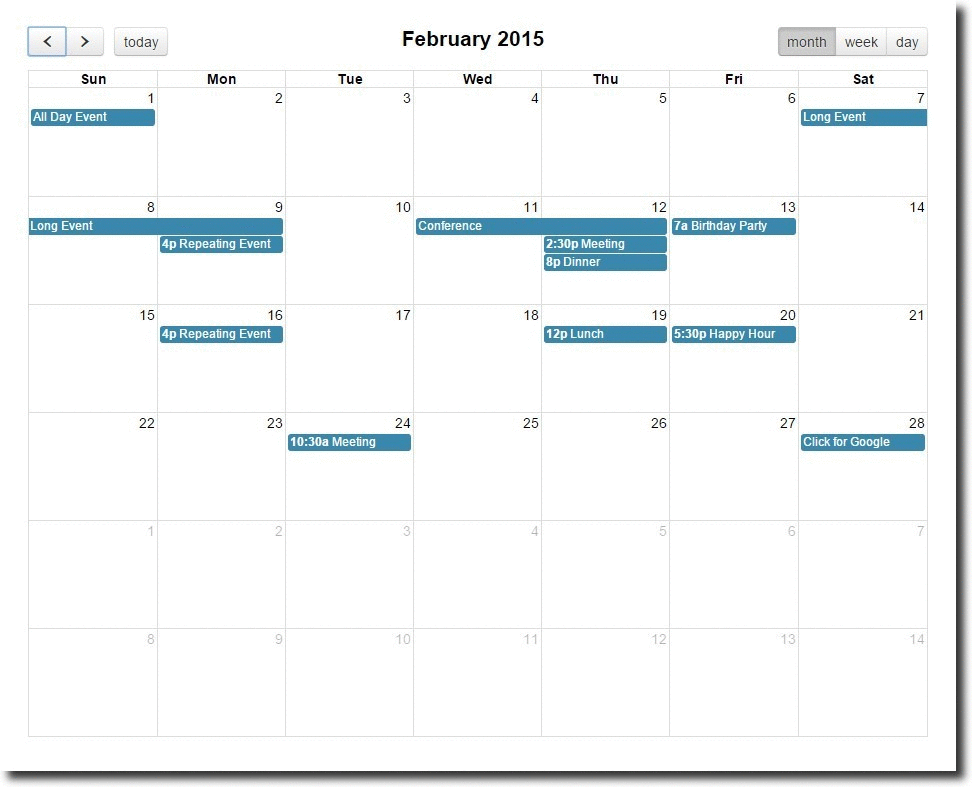 < > today February 2015 month week day
Sun Mon Tue Wed Thu Fri Sat
1 2 3 4 5 6 7
All Day Event Long Event
8 9 10 11 12 13 14
Long Event Conference 7a Birthday Party
4p Repeating Event 2:30p Meeting
8p Dinner
15 16 17 18 19 20 21
4p Repeating Event 12p Lunch 5:30p Happy Hour
22 23 24 25 26 27 28
10:30a Meeting Click for Google
1 2 3 4 5 6 7
8 9 10 11 12 13 14